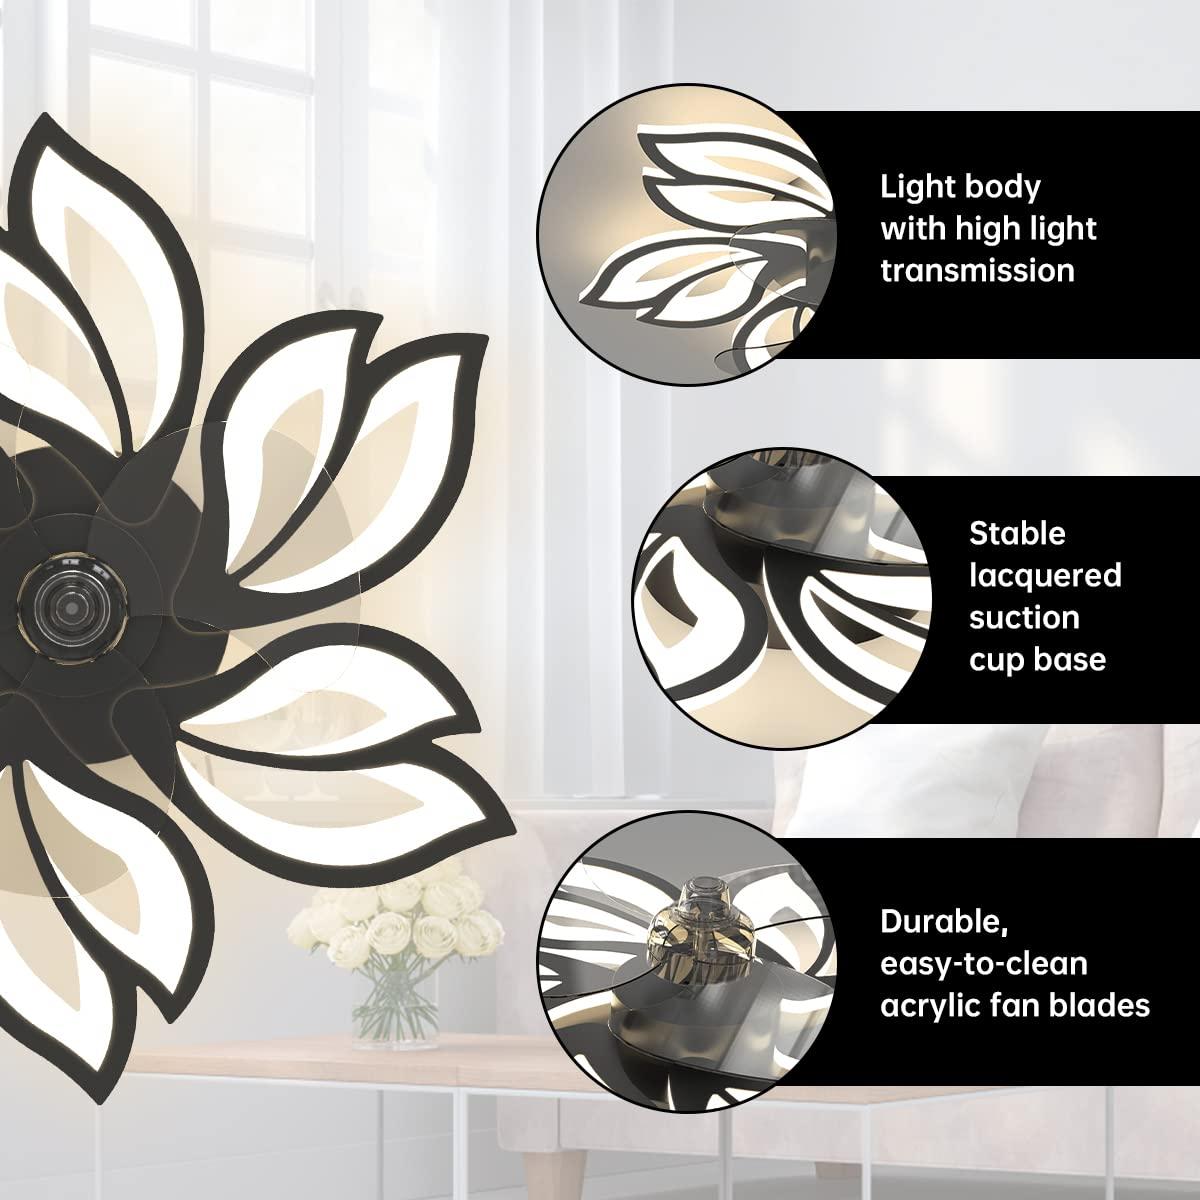 Light body
with high light
transmission
Stable
lacquered
suction
cup base
Durable,
easy-to-clean
acrylic fan blades